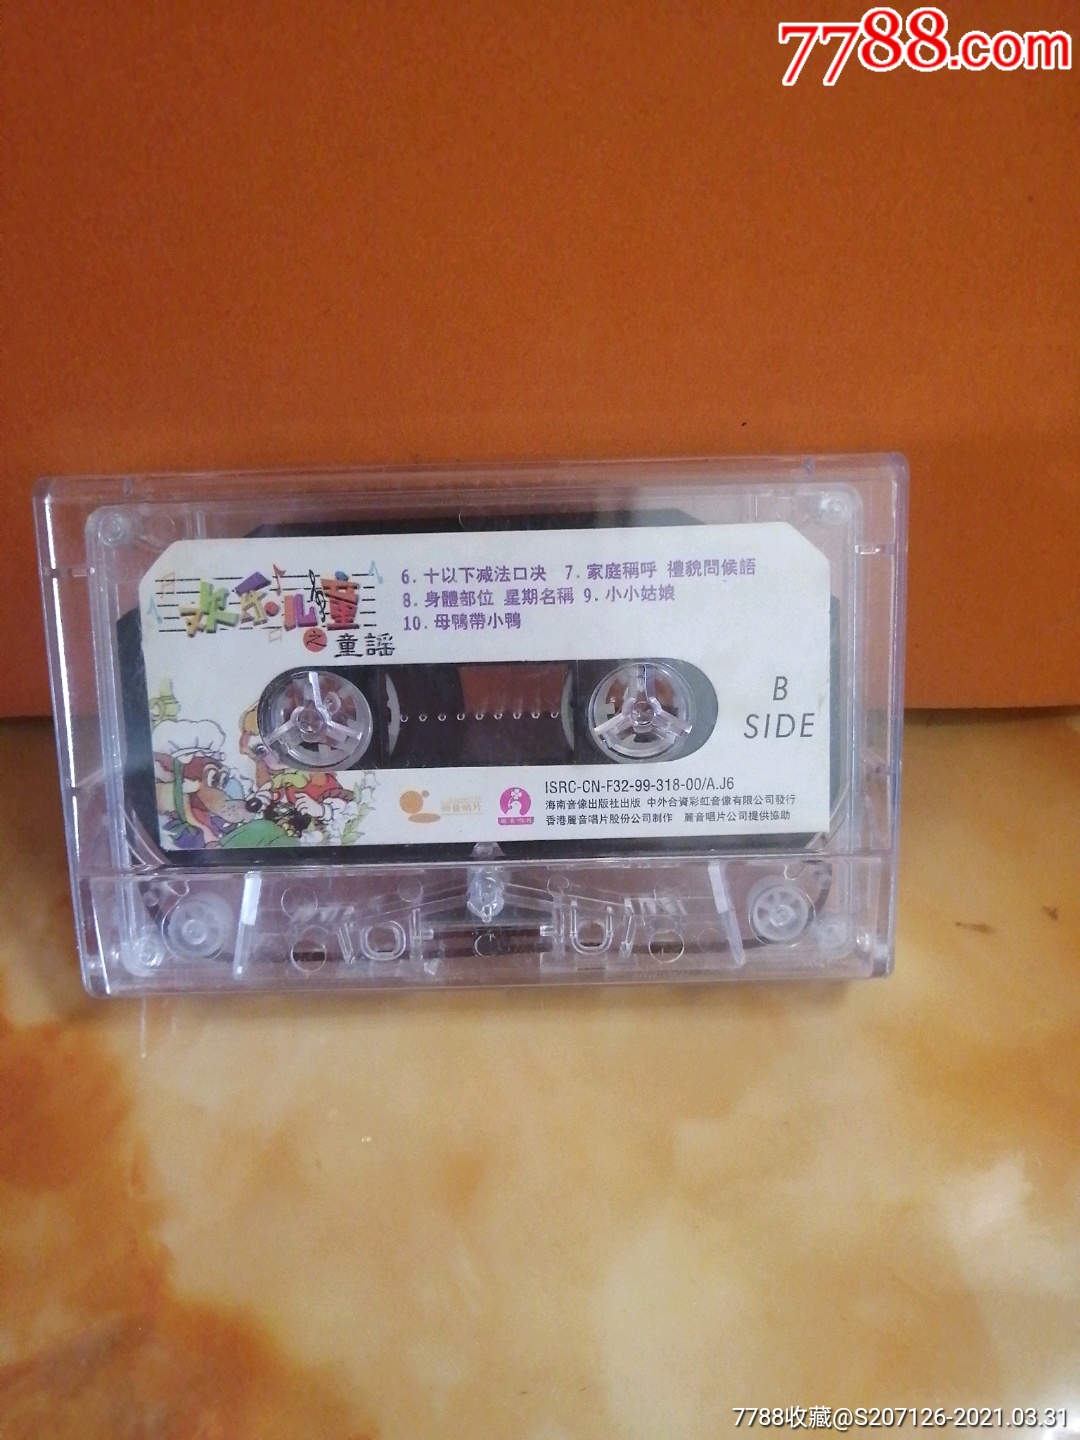 7788.com
欢乐儿童
之童謡
6.十以下减法口决 7.家庭稱呼 禮貌問候語
8.身體部位 星期名稱 9.小小姑娘
10.母鴨帶小鴨
B
SIDE
ISRC-CN-F32-99-318-00/A.J6
海南音像出版社出版 中外合資彩虹音像有限公司發行
香港麗音唱片股份公司制作 麗音唱片公司提供協助
7788收藏@S207126-2021.03.31